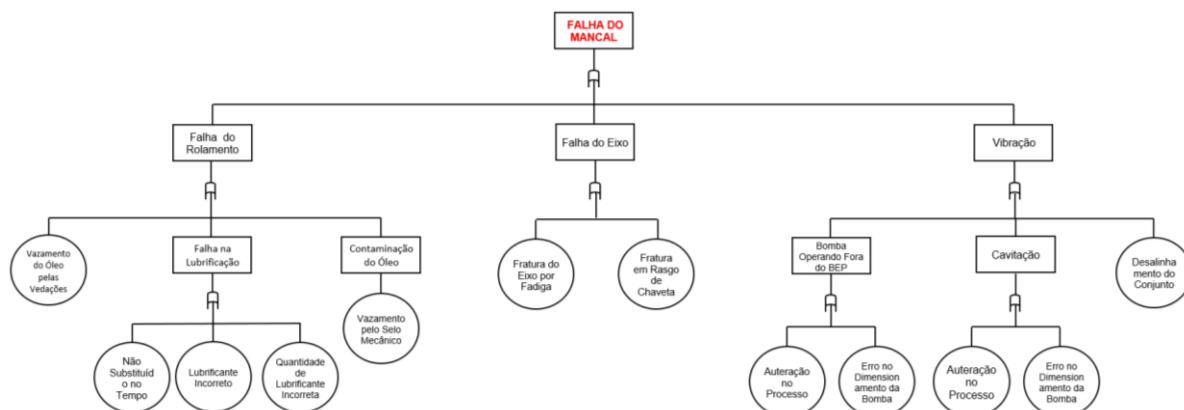 FALHA DO
MANCAL
Falha do
Rolamento
Falha do Eixo
Vibração
Vazamento
do Óleo
pelas
Vedações
Falha na
Lubrificação
Contaminação
do Óleo
Fratura do
Eixo por
Fadiga
Fratura
em Rasgo
de
Chaveta
Bomba
Operando Fora
do BEP
Cavitação
Desalinha
mento do
Conjunto
Vazamento
pelo Selo
Mecânico
Não
Substituíd
o no
Tempo
Lubrificante
Incorreto
Quantidade
de
Lubrificante
Incorreta
Auteração
no
Processo
Erro no
Dimension
amento da
Bomba
Auteração
no
Processo
Erro no
Dimension
amento da
Bomba